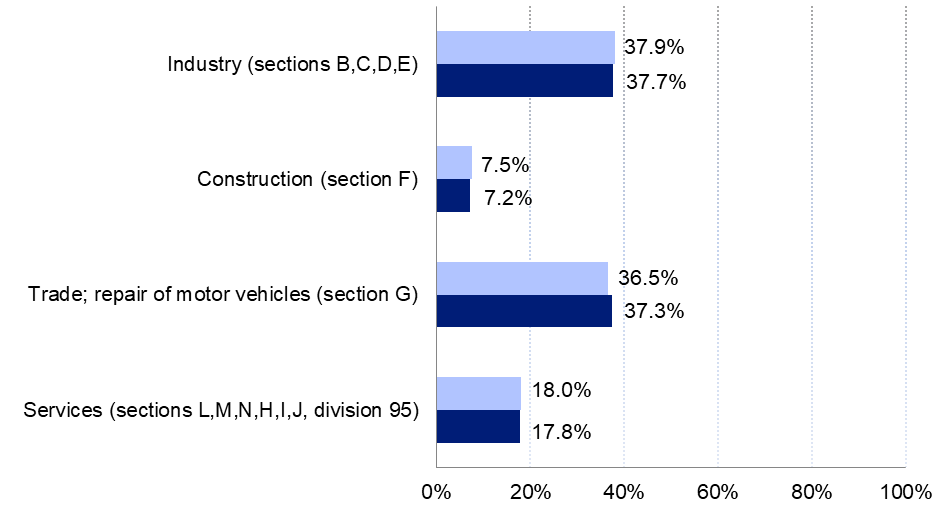 Industry (sections B,C,D,E)
37.9%
37.7%
Construction (section F)
7.5%
7.2%
Trade; repair of motor vehicles (section G)
36.5%
37.3%
Services (sections L,M,N,H,I,J, division 95)
18.0%
17.8%
0% 20% 40% 60% 80% 100%